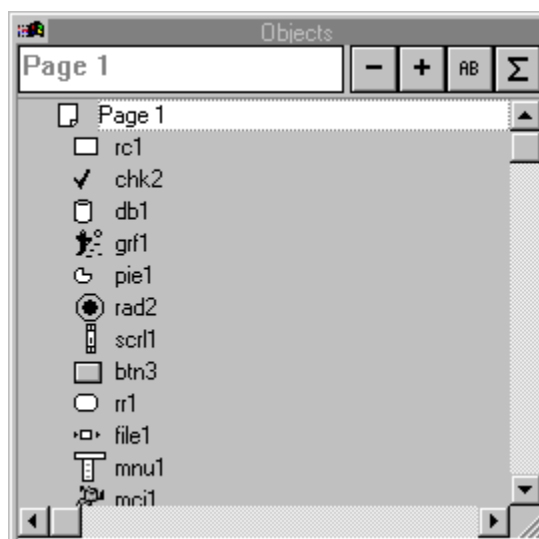 Objects
Page 1
− + AB Σ
Page 1
rc1
chk2
db1
grf1
pie1
rad2
scrl1
btn3
rr1
file1
mnu1
mci1